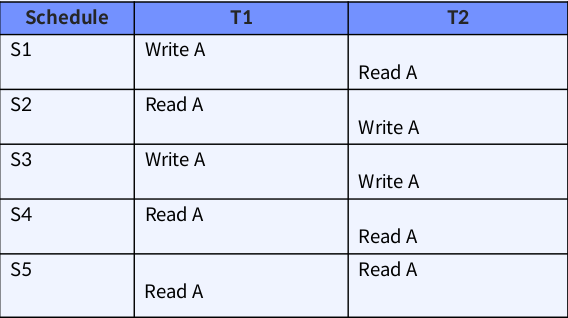 Schedule T1 T2
S1 Write A
Read A
S2 Read A
Write A
S3 Write A
Write A
S4 Read A
Read A
S5 Read A
Read A